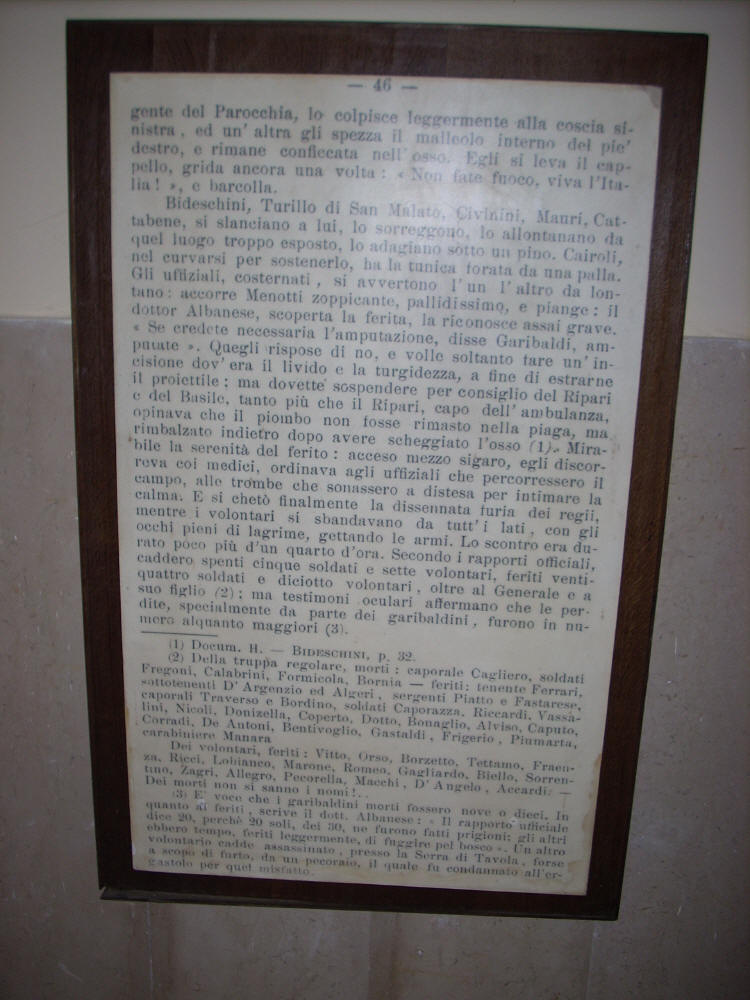 — 46 —
gente del Parocchia, lo colpisce leggermente alla coscia si-
nistra, ed un' altra gli spezza il malleolo interno del pie'
destro, e rimane conficcata nell'osso. Egli si leva il cap-
pello, grida ancora una volta : « Non fate fuoco, viva l'Ita-
lia ! », e barcolla.
Bideschini, Turillo di San Malato, Civinini, Mauri, Cat-
tabene, si slanciano a lui, lo sorreggono, lo allontanano da
quel luogo troppo esposto, lo adagiano sotto un pino. Cairoli,
nel curvarsi per sostenerlo, ha la tunica forata da una palla.
Gli uffiziali, costernati, si avvertono l'un l'altro da lon-
tano : accorre Menotti zoppicante, pallidissimo, e piange : il
dottor Albanese, scoperta la ferita, la riconosce assai grave.
« Se credete necessaria l'amputazione, disse Garibaldi, am-
putate ». Quegli rispose di no, e volle soltanto fare un' in-
cisione dov' era il livido e la turgidezza, a fine di estrarne
il proiettile ; ma dovette sospendere per consiglio del Ripari
e del Basile, tanto più che il Ripari, capo dell' ambulanza,
opinava che il piombo non fosse rimasto nella piaga, ma
rimbalzato indietro dopo avere scheggiato l'osso (1). Mira-
bile la serenità del ferito : acceso mezzo sigaro, egli discor-
reva coi medici, ordinava agli uffiziali che percorressero il
campo, alle trombe che sonassero a distesa per intimare la
calma. E si chetò finalmente la dissennata furia dei regii,
mentre i volontari si sbandavano da tutt' i lati, con gli
occhi pieni di lagrime, gettando le armi. Lo scontro era du-
rato poco più d'un quarto d'ora. Secondo i rapporti officiali,
caddero spenti cinque soldati e sette volontari, feriti venti-
quattro soldati e diciotto volontari, oltre al Generale e a
suo figlio (2) ; ma testimoni oculari affermano che le per-
dite, specialmente da parte dei garibaldini, furono in nu-
mero alquanto maggiori (3).
(1) Docum. H. — BIDESCHINI, p. 32.
(2) Della truppa regolare, morti : caporale Cagliero, soldati
Fregoni, Calabrini, Formicola, Bornia — feriti: tenente Ferrari,
sottotenenti D' Argenzio ed Algeri, sergenti Piatto e Fastarese,
caporali Traverso e Bordino, soldati Caporazza, Riccardi, Vassa-
lini, Nicoli, Donizella, Coperto, Dotto, Bonaglio, Alviso, Caputo,
Corradi, De Antoni, Bentivoglio, Gastaldi, Frigerio, Piumarta,
carabiniere Manara
Dei volontari, feriti : Vitto, Orso, Borzetto, Tettamo, Fraen-
za, Ricci, Lobianco, Marone, Romeo, Gagliardo, Biello, Sorren-
tino, Zagri, Allegro, Pecorella, Macchi, D' Angelo, Accardi. —
Dei morti non si sanno i nomi!..
(3) E' voce che i garibaldini morti fossero nove o dieci. In
quanto ai feriti, scrive il dott. Albanese : « Il rapporto ufficiale
dice 20, perchè 20 soli, dei 30, ne furono fatti prigioni; gli altri
ebbero tempo, feriti leggermente, di fuggire pel bosco ». Un altro
volontario cadde assassinato, presso la Serra di Tavola, forse
a scopo di furto, da un pecoraio, il quale fu condannato all'er-
gastolo per quel misfatto.